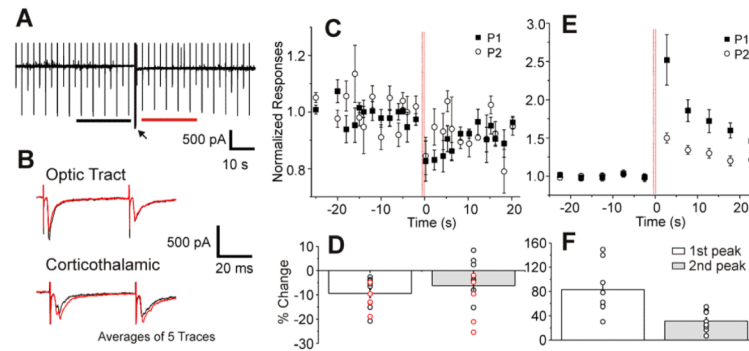 A
500 pA
10 s
B
Optic Tract
500 pA
20 ms
Corticothalamic
Averages of 5 Traces
C
P1
P2
Normalized Responses
1.2
1.0
0.8
-20 -10 0 10 20
Time (s)
D
% Change
10
0
-10
-20
-30
E
P1
P2
3.0
2.5
2.0
1.5
1.0
-20 -10 0 10 20
Time (s)
F
1st peak
2nd peak
160
120
80
40
0